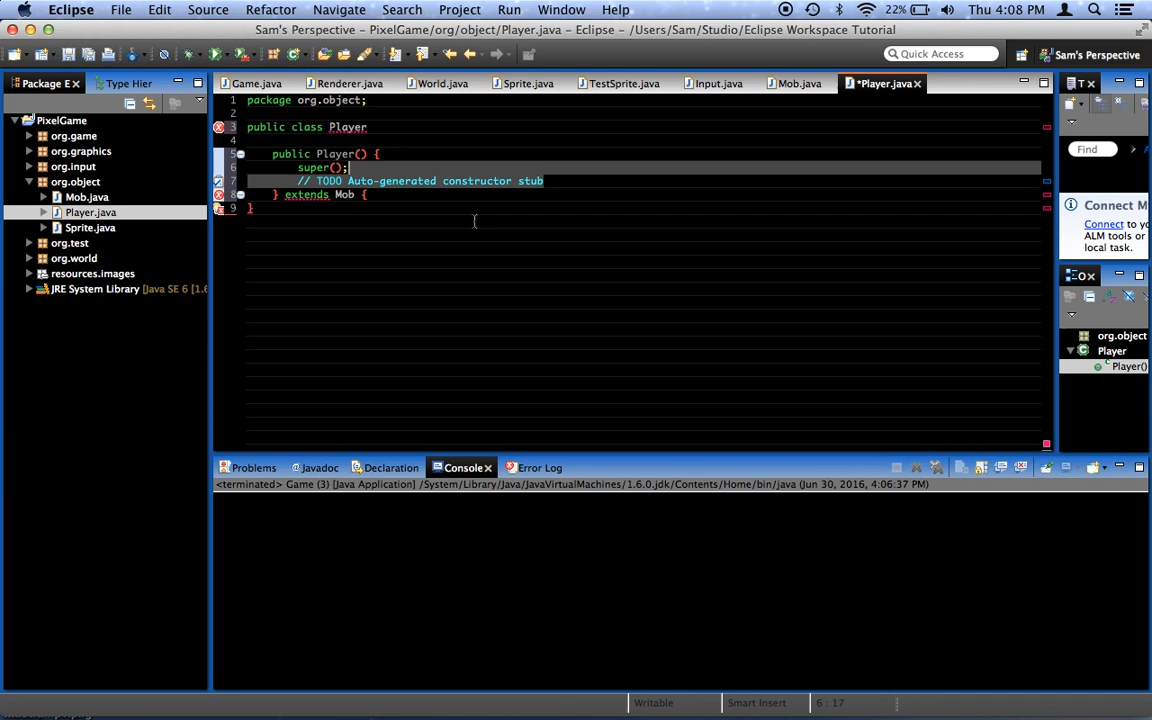 Eclipse File Edit Source Refactor Navigate Search Project Run Window Help 22% Thu 4:08 PM
Sam's Perspective - PixelGame/org/object/Player.java - Eclipse - /Users/Sam/Studio/Eclipse Workspace Tutorial
Quick Access Sam's Perspective
Package E Type Hier
Game.java Renderer.java World.java Sprite.java TestSprite.java Input.java Mob.java *Player.java
PixelGame
org.game
org.graphics
org.input
org.object
Mob.java
Player.java
Sprite.java
org.test
org.world
resources.images
JRE System Library [Java SE 6 [1.6
1 package org.object;
2
3 public class Player
4
5 public Player() {
6 super();
7 // TODO Auto-generated constructor stub
8 } extends Mob {
9 }
T
Find A
Connect M
Connect to yo
ALM tools or
local task.
O
org.object
Player
Player()
Problems Javadoc Declaration Console Error Log
<terminated> Game (3) [Java Application] /System/Library/Java/JavaVirtualMachines/1.6.0.jdk/Contents/Home/bin/java (Jun 30, 2016, 4:06:37 PM)
Writable Smart Insert 6 : 17